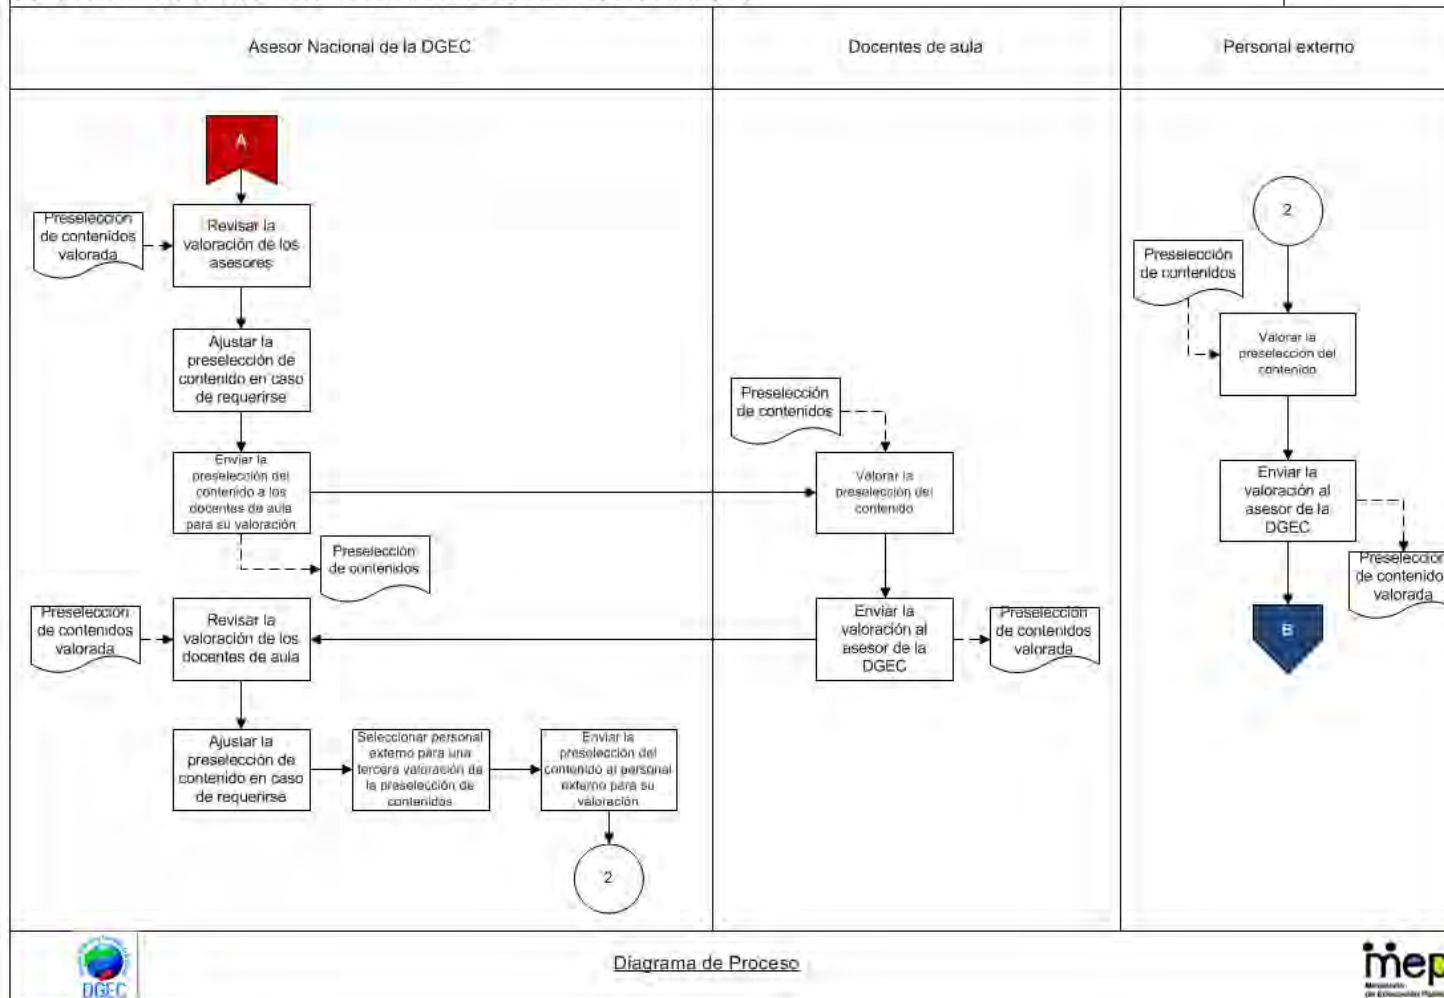 Asesor Nacional de la DGEC
Docentes de aula
Personal externo
A
Preselección
de contenidos
valorada
Revisar la
valoración de los
asesores
Ajustar la
preselección de
contenido en caso
de requerirse
Enviar la
preselección del
contenido a los
docentes de aula
para su valoración
Preselección
de contenidos
Preselección
de contenidos
valorada
Revisar la
valoración de los
docentes de aula
Ajustar la
preselección de
contenido en caso
de requerirse
Seleccionar personal
externo para una
tercera valoración de
la preselección de
contenidos
Enviar la
preselección del
contenido al personal
externo para su
valoración
2
Preselección
de contenidos
Valorar la
preselección del
contenido
Enviar la
valoración al
asesor de la
DGEC
Preselección
de contenidos
valorada
2
Preselección
de contenidos
Valorar la
preselección del
contenido
Enviar la
valoración al
asesor de la
DGEC
Preselección
de contenido
valorada
B
DGEC
Diagrama de Proceso
mep
Ministerio